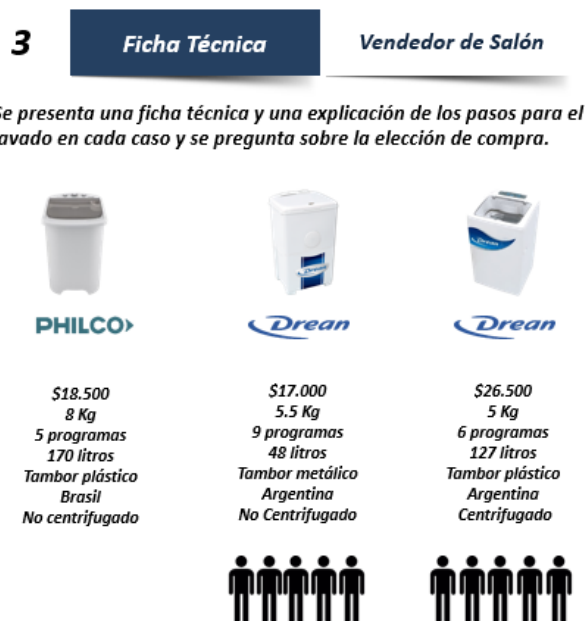 3
Ficha Técnica
Vendedor de Salón
Se presenta una ficha técnica y una explicación de los pasos para el
lavado en cada caso y se pregunta sobre la elección de compra.
Drean
PHILCO
Drean
Drean
$18.500
8 Kg
5 programas
170 litros
Tambor plástico
Brasil
No centrifugado
$17.000
5.5 Kg
9 programas
48 litros
Tambor metálico
Argentina
No Centrifugado
$26.500
5 Kg
6 programas
127 litros
Tambor plástico
Argentina
Centrifugado